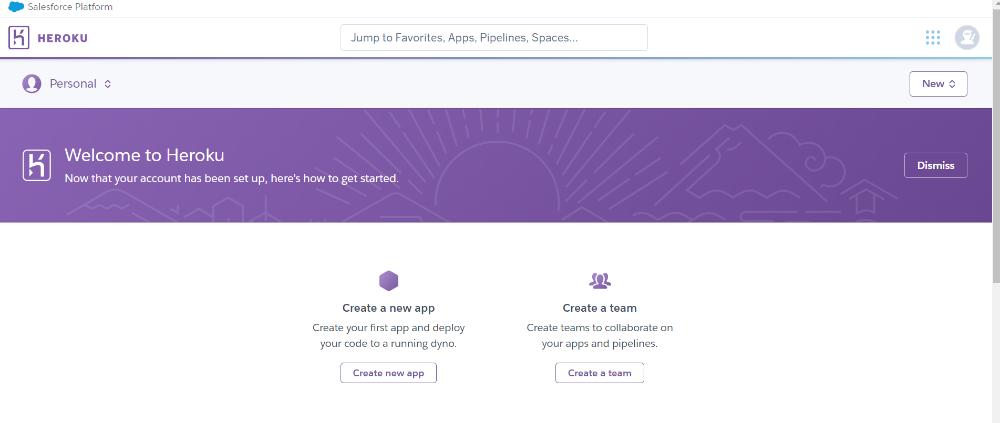 Salesforce Platform
HEROKU
Jump to Favorites, Apps, Pipelines, Spaces...
Personal
New
Welcome to Heroku
Now that your account has been set up, here's how to get started.
Dismiss
Create a new app
Create your first app and deploy
your code to a running dyno.
Create new app
Create a team
Create teams to collaborate on
your apps and pipelines.
Create a team